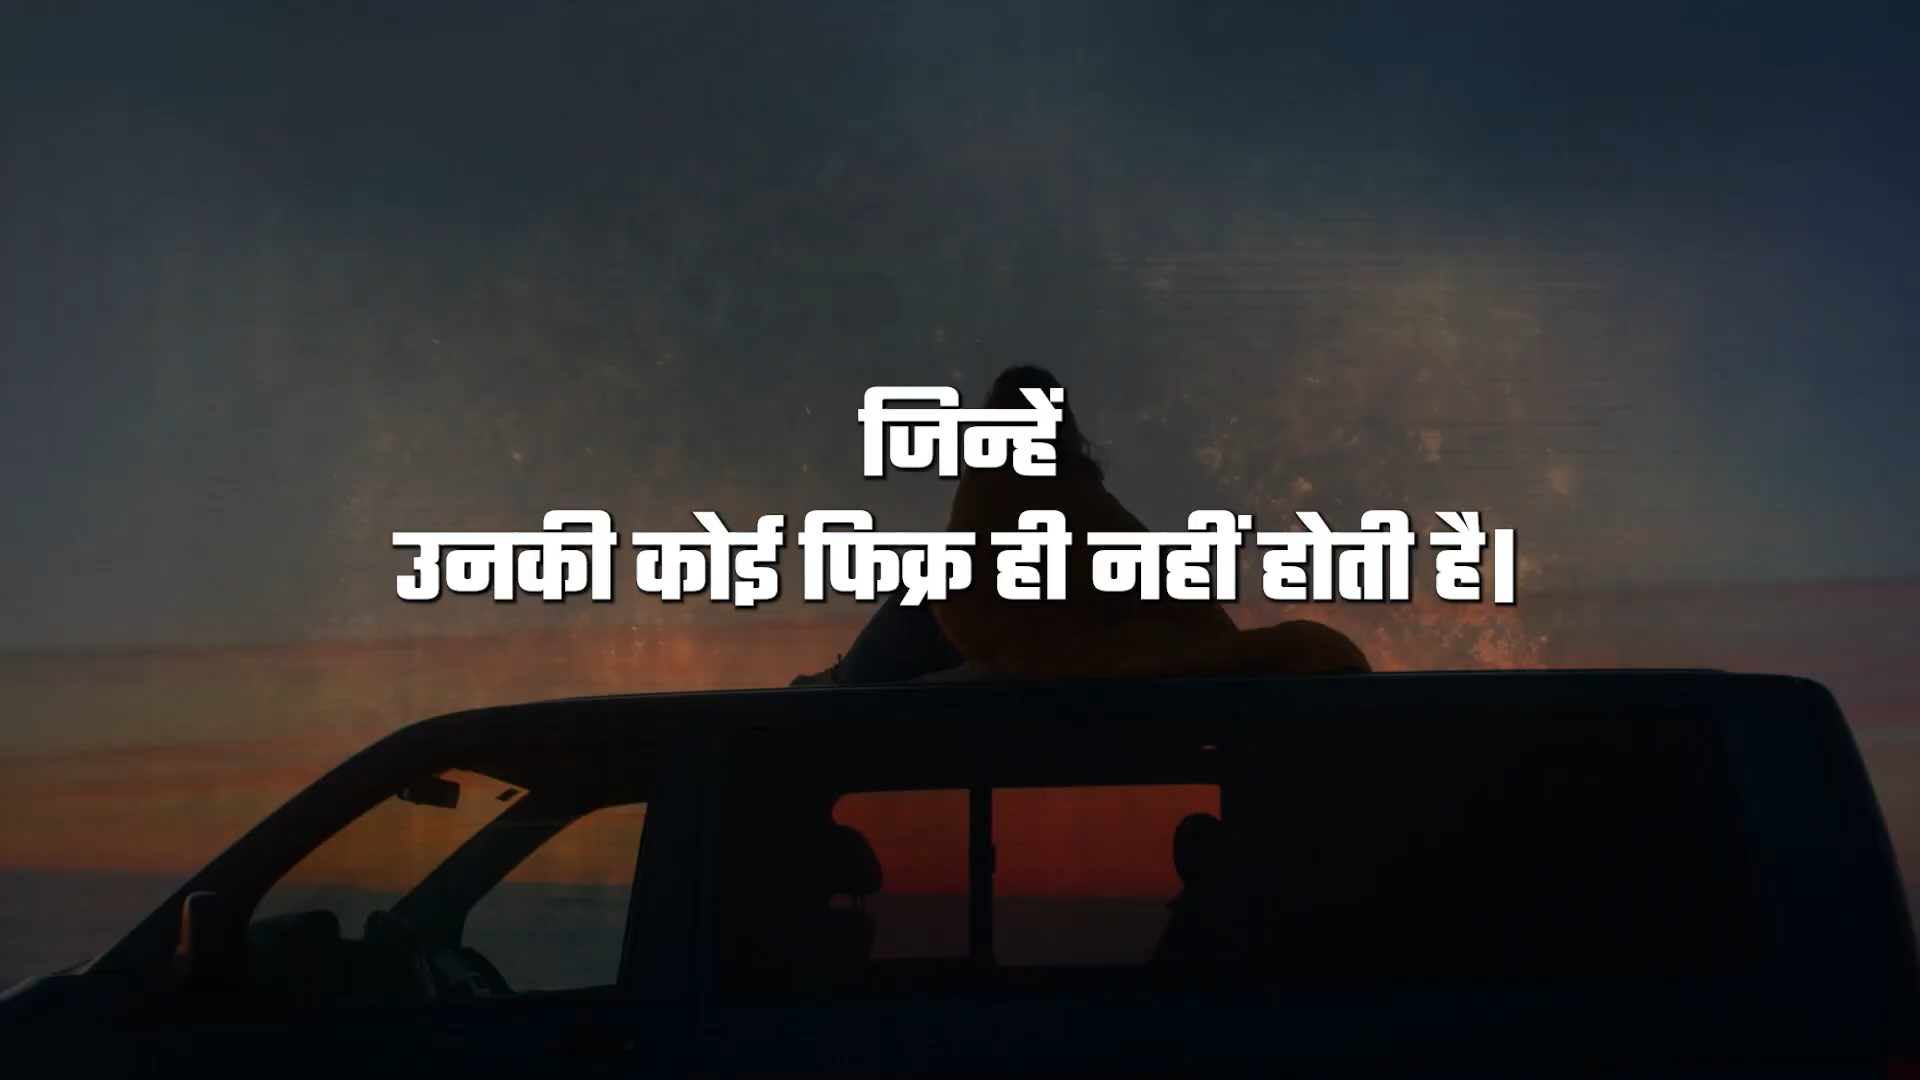 जिन्हें
उनकी कोई फिक्र ही नहीं होती है।